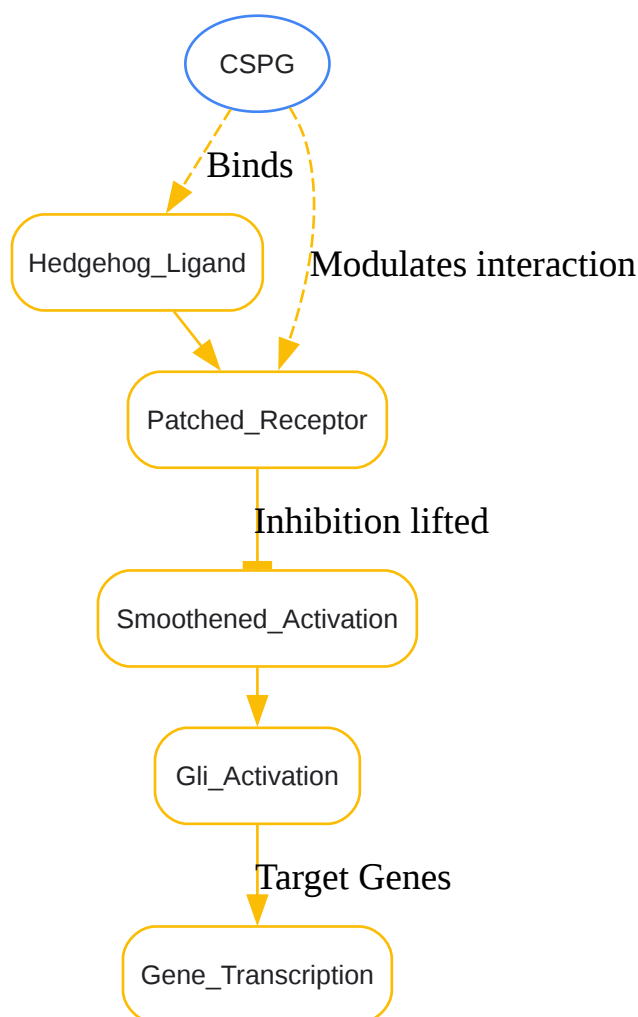 CSPG
Binds
Hedgehog_Ligand
Modulates interaction
Patched_Receptor
Inhibition lifted
Smoothened_Activation
Gli_Activation
Target Genes
Gene_Transcription